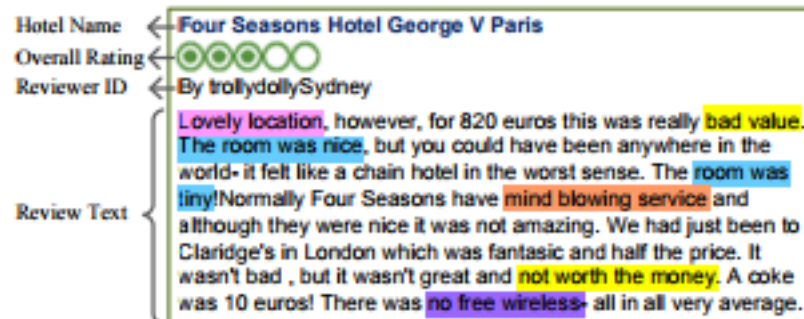 Hotel Name
Four Seasons Hotel George V Paris
Overall Rating
Reviewer ID
By trollydollySydney
Review Text
Lovely location, however, for 820 euros this was really bad value.
The room was nice, but you could have been anywhere in the
world- it felt like a chain hotel in the worst sense. The room was
tiny!Normally Four Seasons have mind blowing service and
although they were nice it was not amazing. We had just been to
Claridge's in London which was fantasic and half the price. It
wasn't bad , but it wasn't great and not worth the money. A coke
was 10 euros! There was no free wireless- all in all very average.